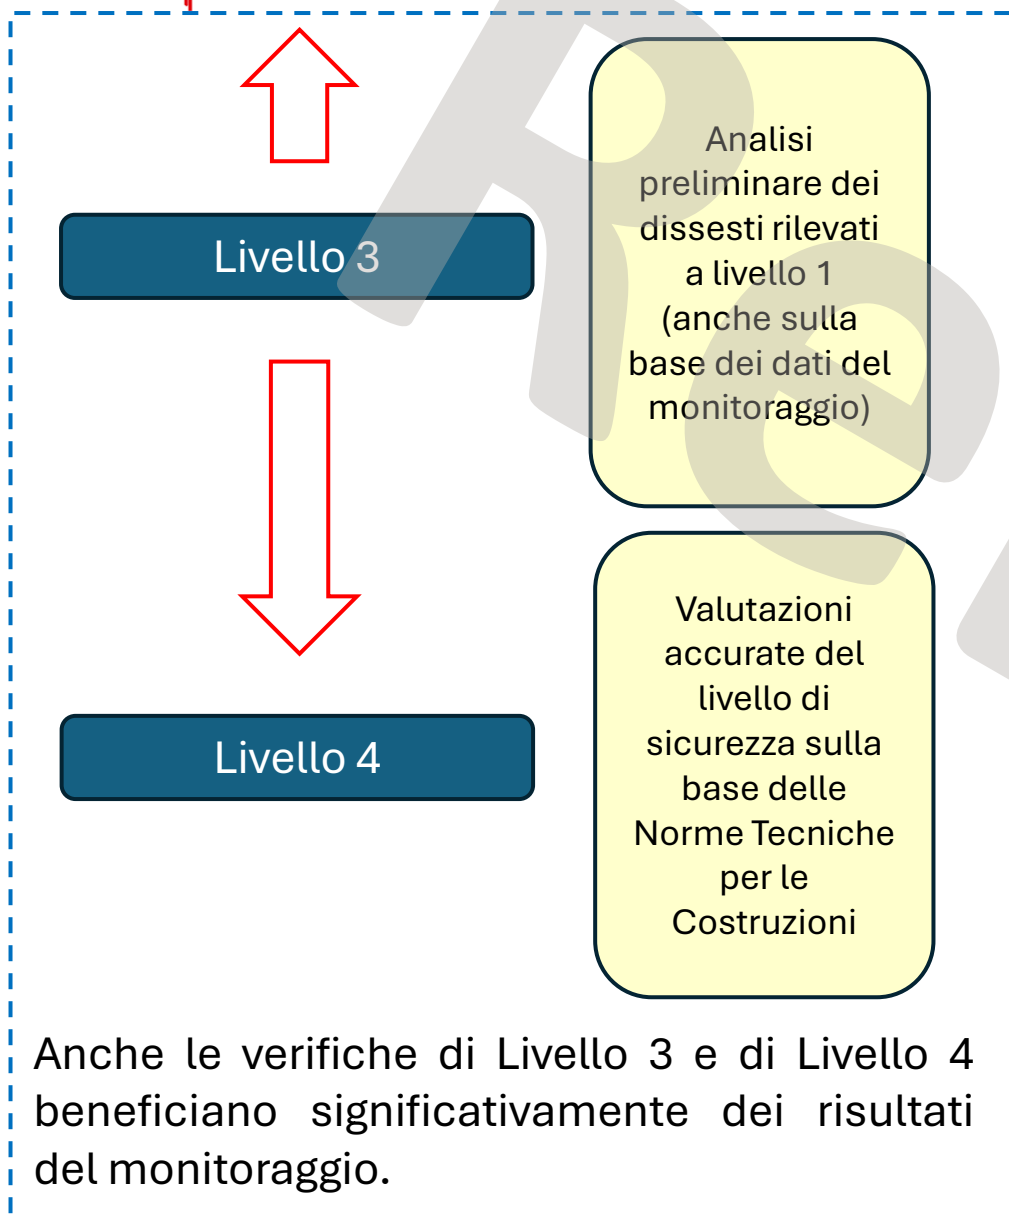 Livello 3
Analisi
preliminare dei
dissesti rilevati
a livello 1
(anche sulla
base dei dati del
monitoraggio)
Livello 4
Valutazioni
accurate del
livello di
sicurezza sulla
base delle
Norme Tecniche
per le
Costruzioni
Anche le verifiche di Livello 3 e di Livello 4
beneficiano significativamente dei risultati
del monitoraggio.